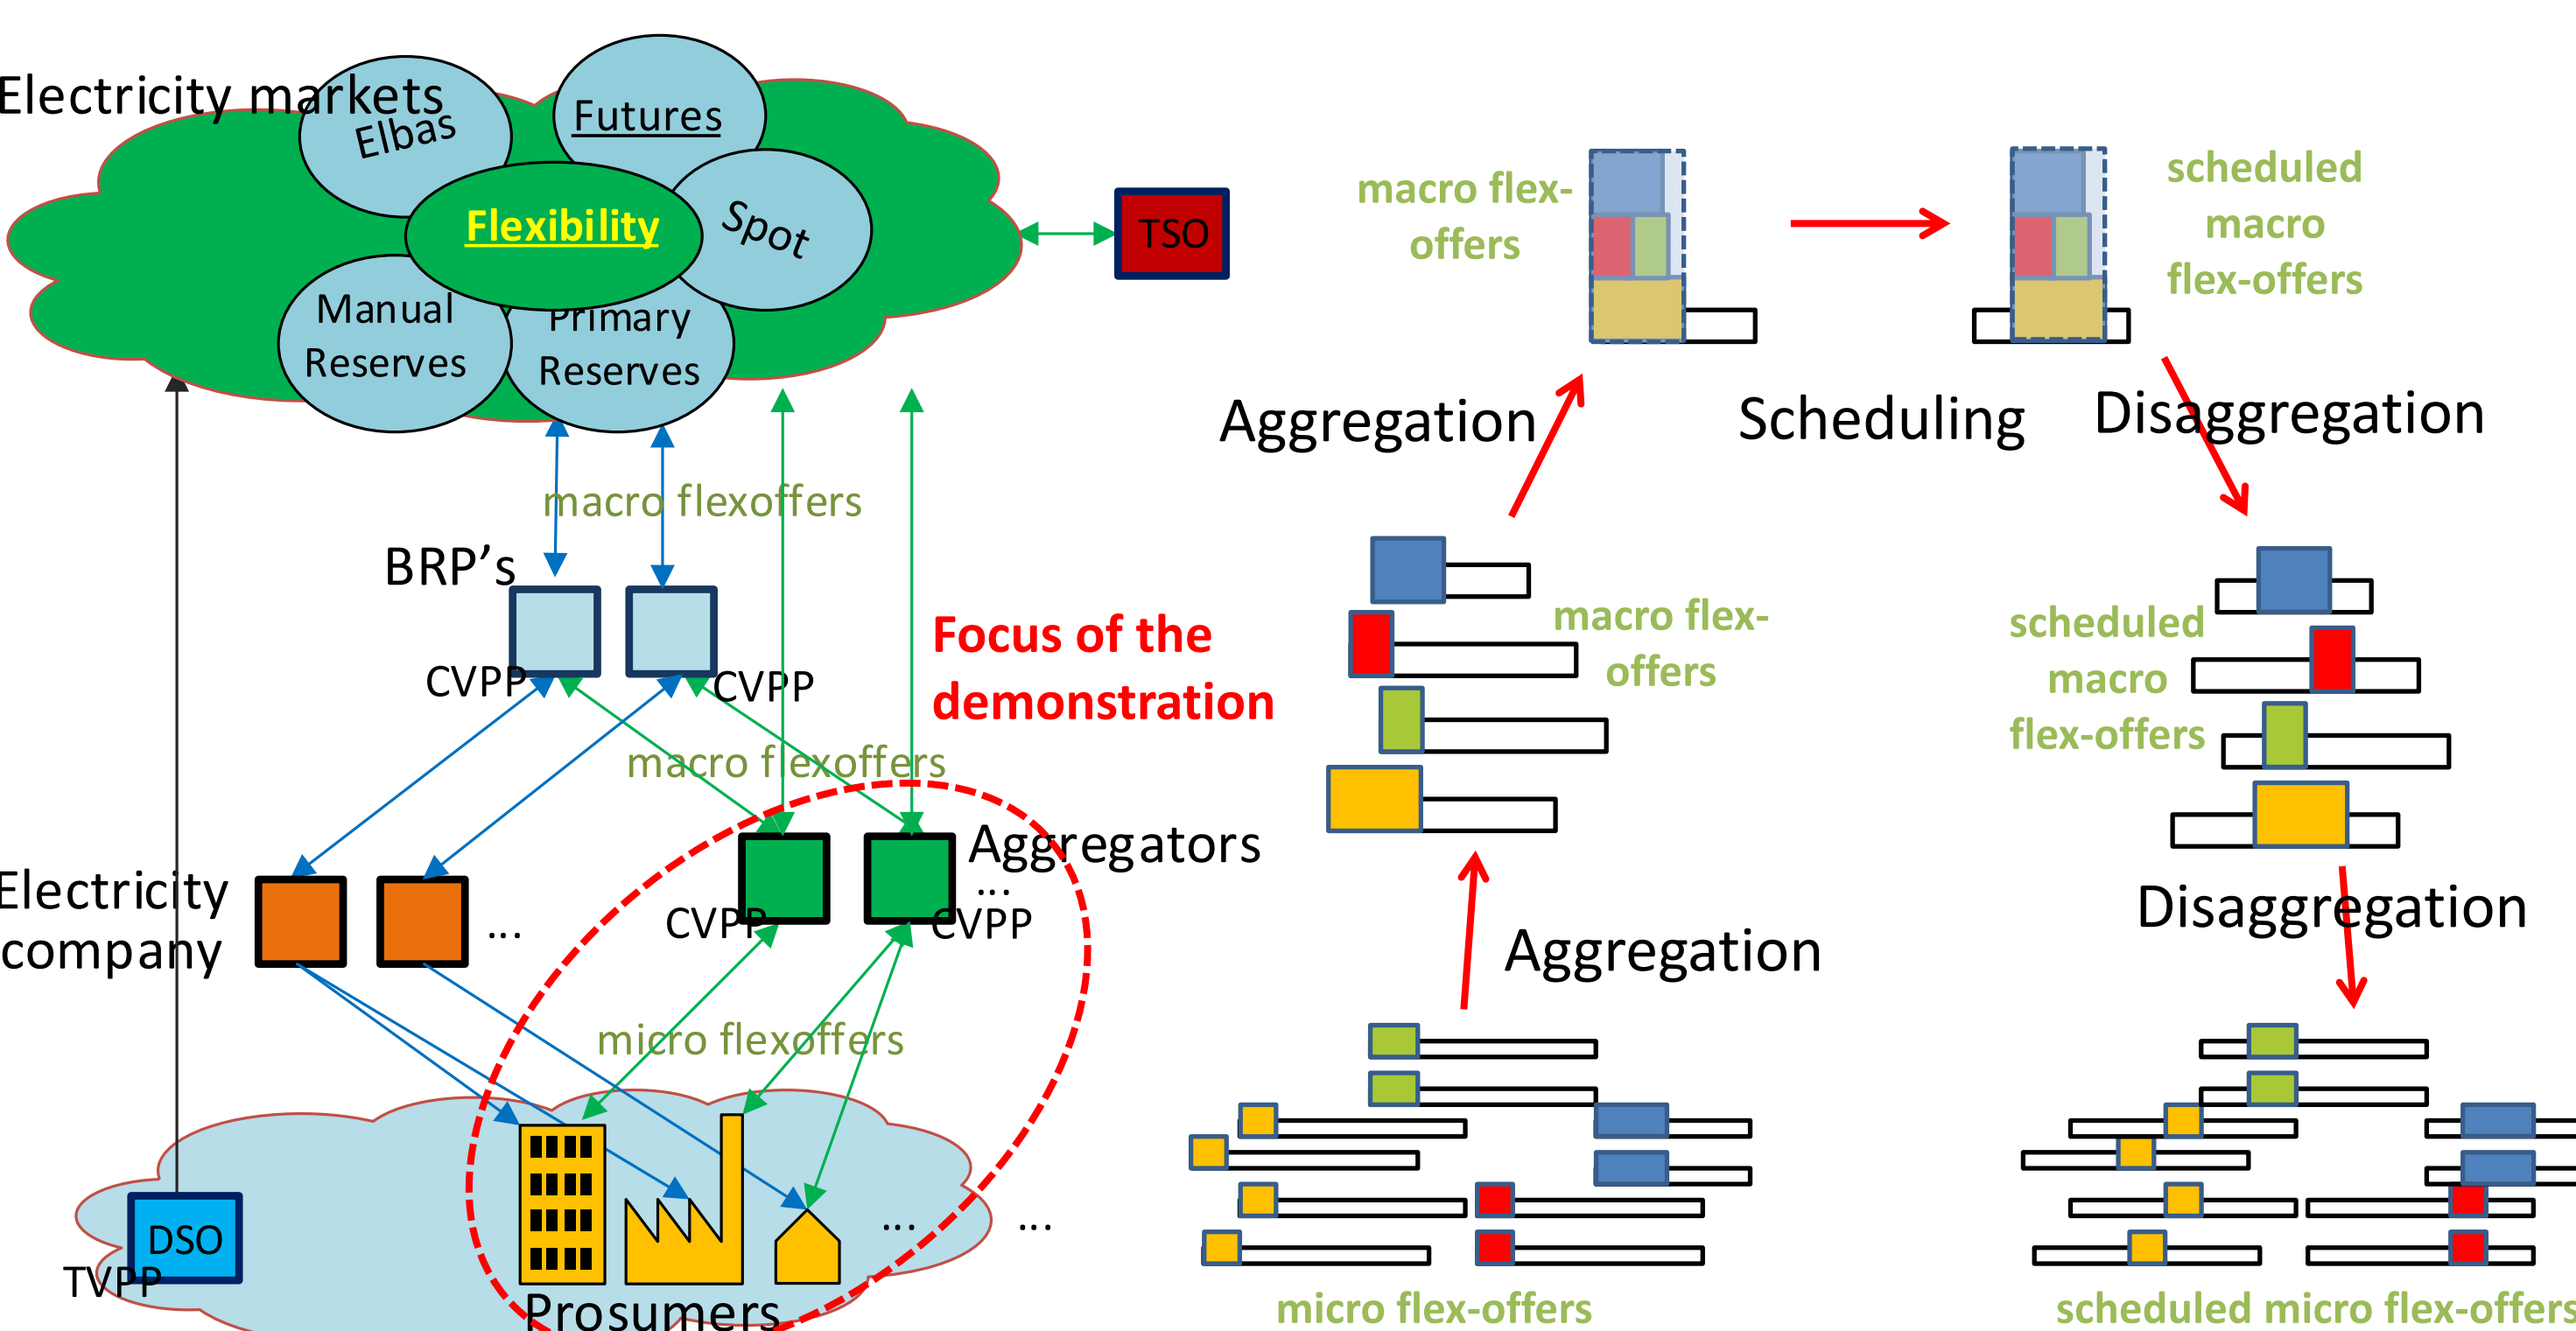 Electricity markets
Elbas
Futures
Flexibility
Spot
Manual
Reserves
Primary
Reserves
TSO
macro flexoffers
BRP’s
CVPP
CVPP
Focus of the
demonstration
macro flexoffers
Aggregators
...
CVPP
CVPP
Electricity
company
...
micro flexoffers
DSO
TVPP
...
...
Prosumers
macro flex-
offers
scheduled
macro
flex-offers
Aggregation
Scheduling
Disaggregation
macro flex-
offers
scheduled
macro
flex-offers
Aggregation
Disaggregation
micro flex-offers
scheduled micro flex-offers